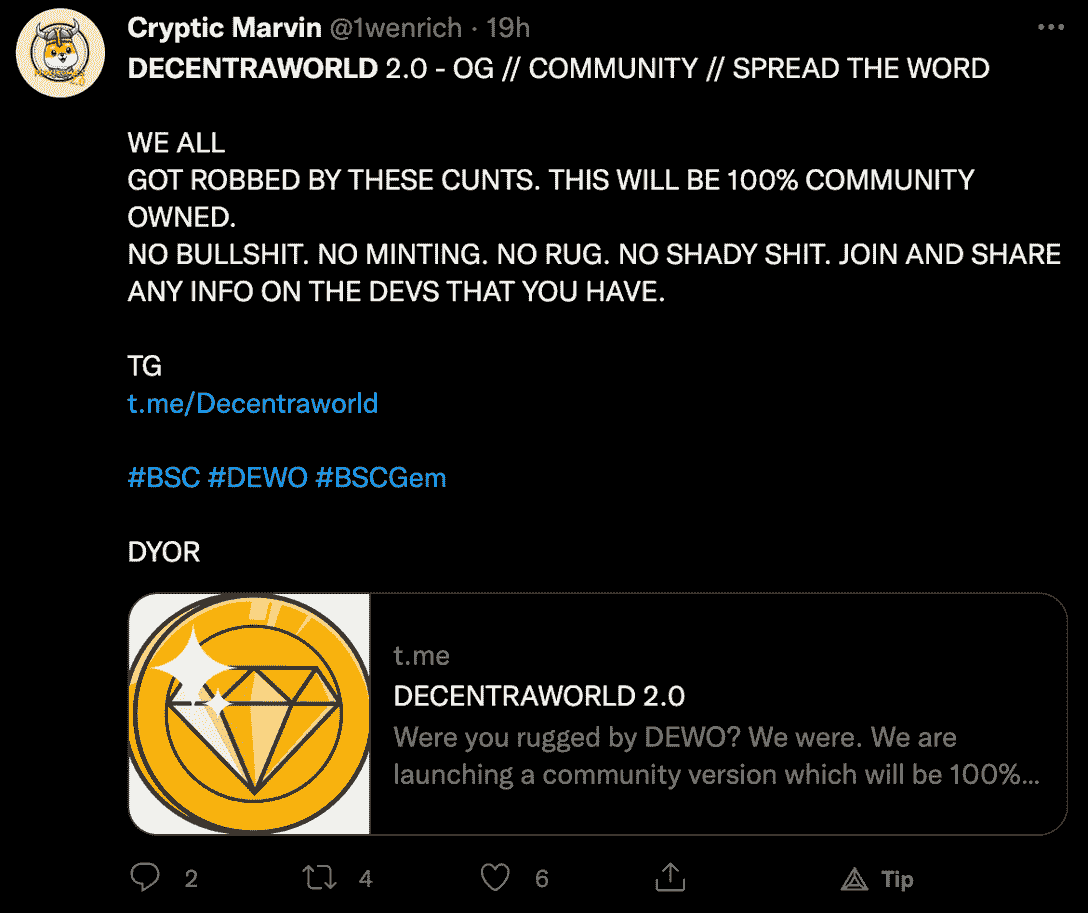 Cryptic Marvin @1wenrich · 19h
DECENTRAWORLD 2.0 - OG // COMMUNITY // SPREAD THE WORD
WE ALL
GOT ROBBED BY THESE CUNTS. THIS WILL BE 100% COMMUNITY
OWNED.
NO BULLSHIT. NO MINTING. NO RUG. NO SHADY SHIT. JOIN AND SHARE
ANY INFO ON THE DEVS THAT YOU HAVE.
TG
t.me/Decentraworld
#BSC #DEWO #BSCGem
DYOR
t.me
DECENTRAWORLD 2.0
Were you rugged by DEWO? We were. We are
launching a community version which will be 100%...
2 4 6 Tip